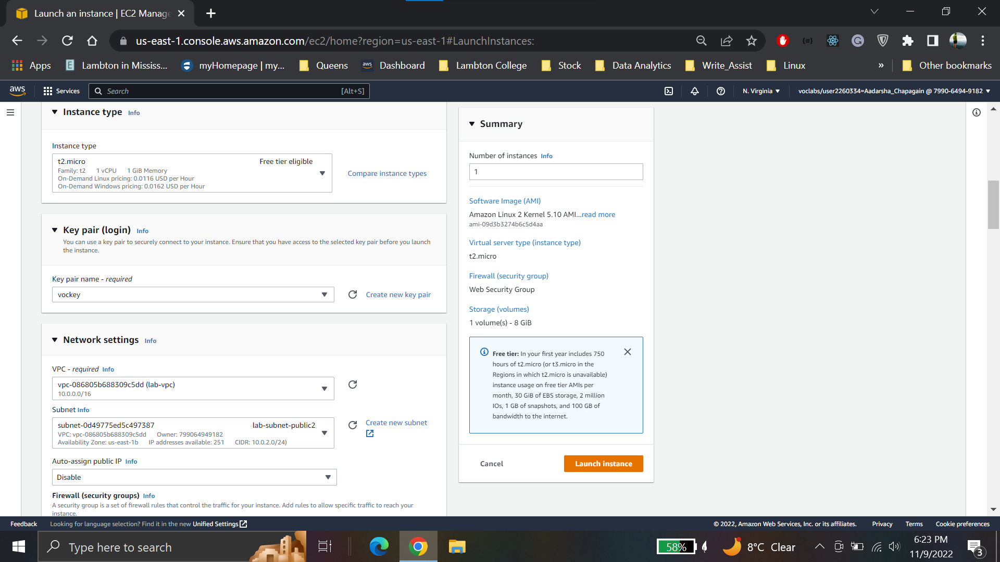 Launch an instance | EC2 Manage
us-east-1.console.aws.amazon.com/ec2/home?region=us-east-1#LaunchInstances:
Apps
Lambton in Mississ...
myHomepage | my...
Queens
aws Dashboard
Lambton College
Stock
Data Analytics
Write_Assist
Linux
»
Other bookmarks
aws
Services
Search
[Alt+S]
N. Virginia
voclabs/user2260334=Aadarsha_Chapagain @ 7990-6494-9182
Instance type Info
Instance type
t2.micro Free tier eligible
Family: t2 1 vCPU 1 GiB Memory
On-Demand Linux pricing: 0.0116 USD per Hour
On-Demand Windows pricing: 0.0162 USD per Hour
Compare instance types
Key pair (login) Info
You can use a key pair to securely connect to your instance. Ensure that you have access to the selected key pair before you launch
the instance.
Key pair name - required
vockey
Create new key pair
Network settings Info
VPC - required Info
vpc-086805b688309c5dd (lab-vpc)
10.0.0.0/16
Subnet Info
subnet-0d49775ed5c497387 lab-subnet-public2
VPC: vpc-086805b688309c5dd Owner: 799064949182
Availability Zone: us-east-1b IP addresses available: 251 CIDR: 10.0.2.0/24)
Create new subnet
Auto-assign public IP Info
Disable
Firewall (security groups) Info
A security group is a set of firewall rules that control the traffic for your instance. Add rules to allow specific traffic to reach your
instance.
Summary
Number of instances Info
1
Software Image (AMI)
Amazon Linux 2 Kernel 5.10 AMI...read more
ami-09d3b3274b6c5d4aa
Virtual server type (instance type)
t2.micro
Firewall (security group)
Web Security Group
Storage (volumes)
1 volume(s) - 8 GiB
Free tier: In your first year includes 750
hours of t2.micro (or t3.micro in the
Regions in which t2.micro is unavailable)
instance usage on free tier AMIs per
month, 30 GiB of EBS storage, 2 million
IOs, 1 GB of snapshots, and 100 GB of
bandwidth to the internet.
Cancel
Launch instance
Feedback
Looking for language selection? Find it in the new Unified Settings
© 2022, Amazon Web Services, Inc. or its affiliates.
Privacy
Terms
Cookie preferences
Type here to search
58%
8°C Clear
6:23 PM
11/9/2022
3